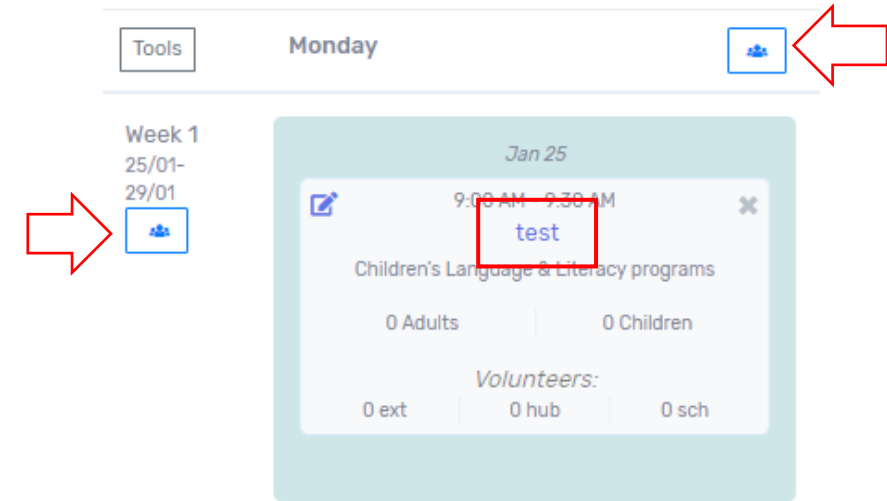 Tools
Monday
Week 1
25/01-
29/01
Jan 25
9:00 AM - 9:30 AM
test
Children's Language & Literacy programs
0 Adults
0 Children
Volunteers:
0 ext
0 hub
0 sch